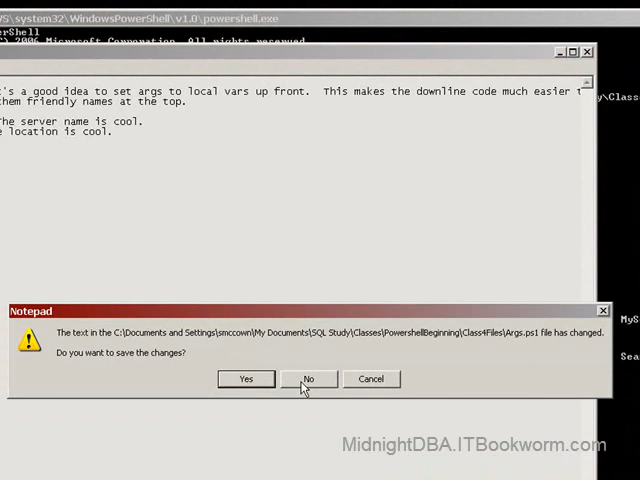 VS\system32\WindowsPowerShell\v1.0\powershell.exe
erShell
(C) 2006 Microsoft Corporation. All rights reserved.
t's a good idea to set args to local vars up front.  This makes the downline code much easier t
them friendly names at the top.
y\Class
The server name is cool.
e location is cool.
Notepad
The text in the C:\Documents and Settings\smccown\My Documents\SQL Study\Classes\PowershellBeginning\Class4Files\Args.ps1 file has changed.
Do you want to save the changes?
Yes
No
Cancel
MyS
Sea
MidnightDBA.ITBookworm.com